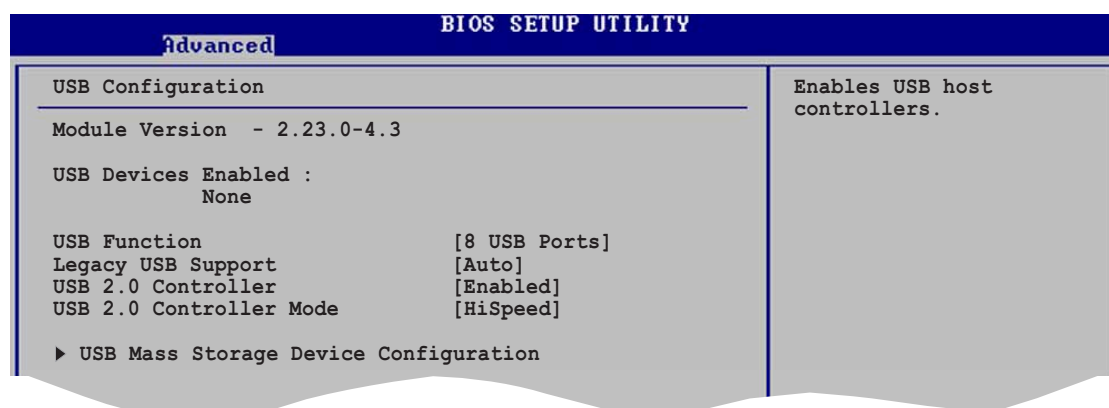 BIOS SETUP UTILITY
Advanced
USB Configuration
Module Version - 2.23.0-4.3
USB Devices Enabled :
None
USB Function [8 USB Ports]
Legacy USB Support [Auto]
USB 2.0 Controller [Enabled]
USB 2.0 Controller Mode [HiSpeed]
USB Mass Storage Device Configuration
Enables USB host
controllers.